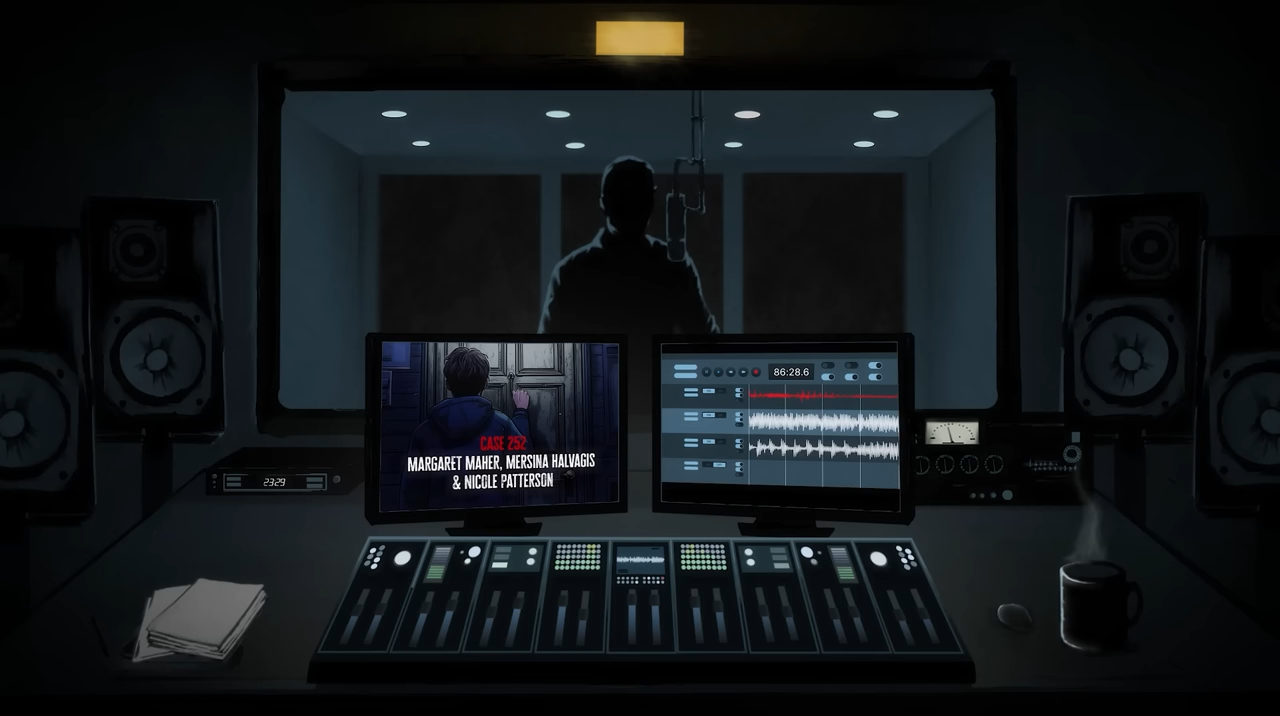 86:28.6
CASE 252
MARGARET MAHER, MERSINA HALVAGIS
& NICOLE PATTERSON
23:29